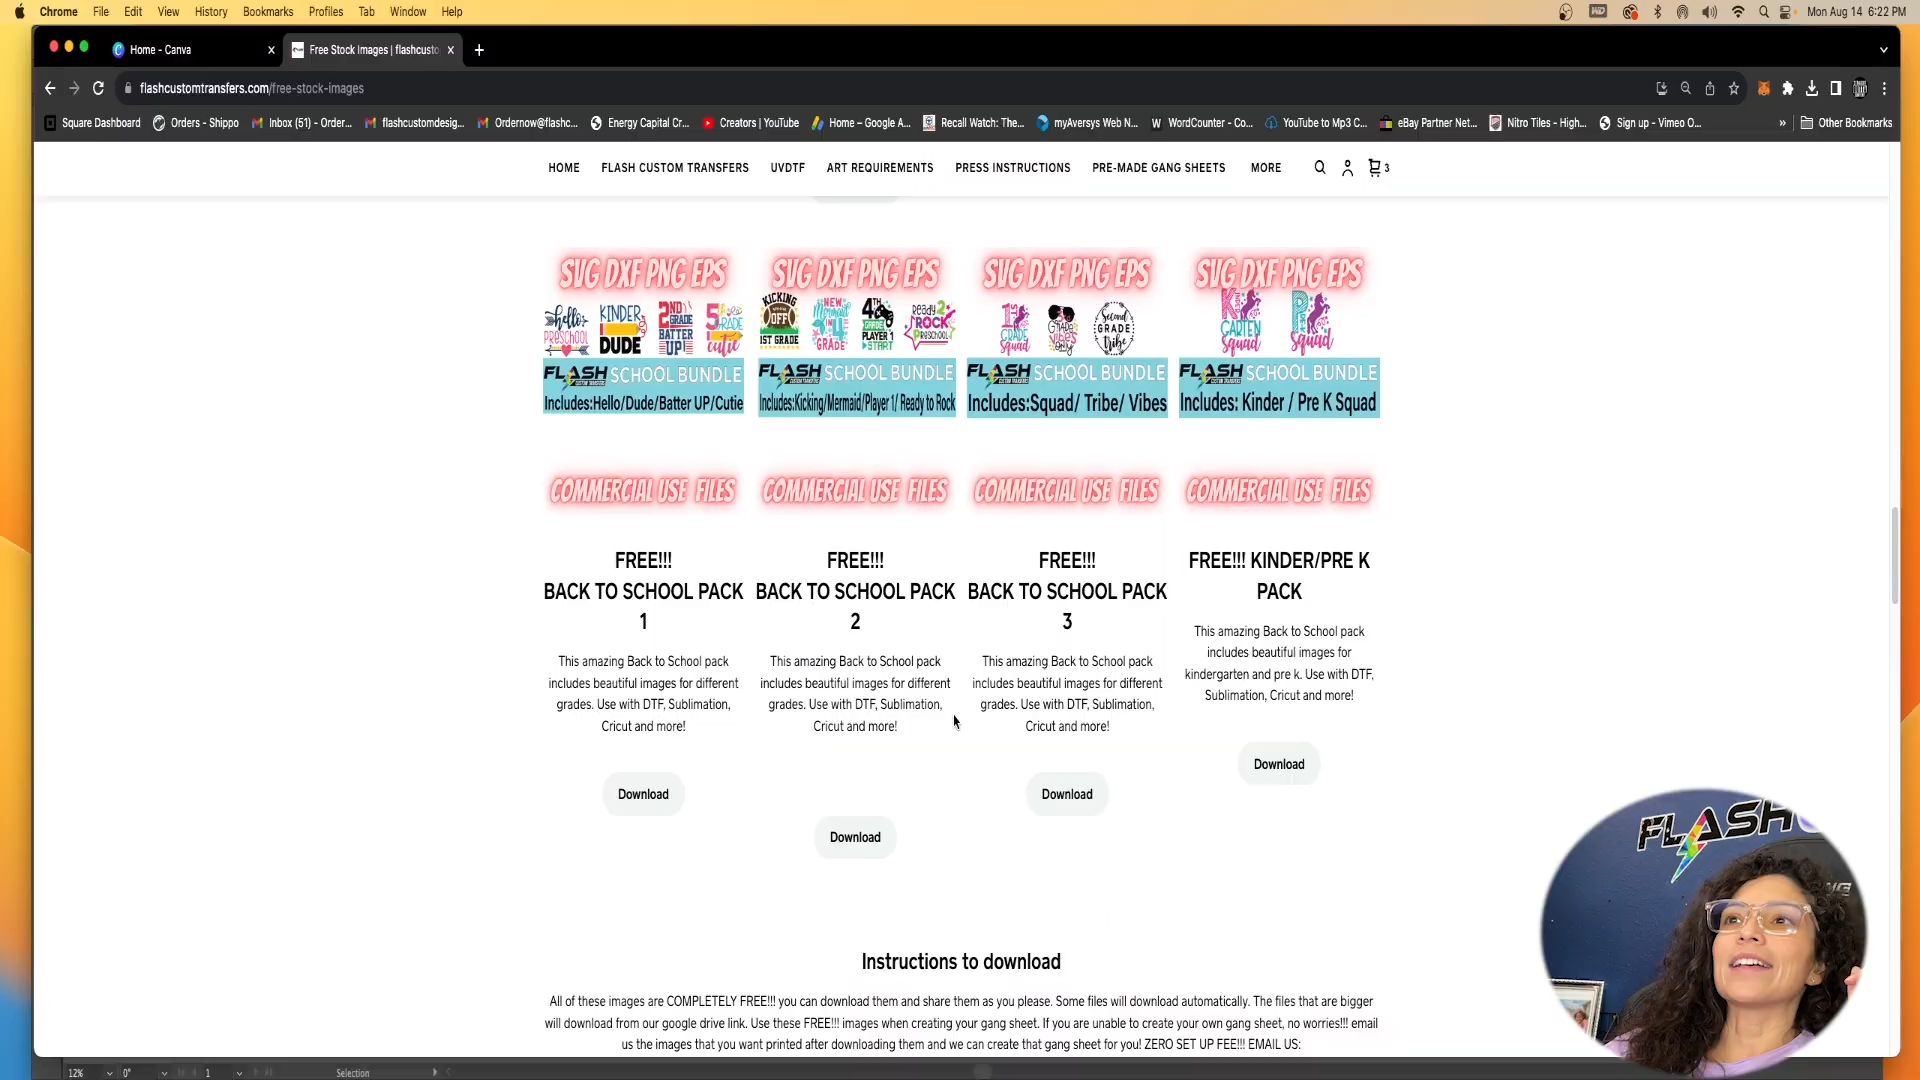 Chrome File Edit View History Bookmarks Profiles Tab Window Help Mon Aug 14 6:22 PM
Home - Canva Free Stock Images | flashcusto
flashcustomtransfers.com/free-stock-images
Square Dashboard Orders - Shippo Inbox (51) - Order... flashcustomdesig... Ordernow@flashc... Energy Capital Cr... Creators | YouTube Home – Google A... Recall Watch: The... myAversys Web N... WordCounter - Co... YouTube to Mp3 C... eBay Partner Net... Nitro Tiles - High... Sign up - Vimeo O... » Other Bookmarks
HOME FLASH CUSTOM TRANSFERS UVDTF ART REQUIREMENTS PRESS INSTRUCTIONS PRE-MADE GANG SHEETS MORE 3
SVG DXF PNG EPS SVG DXF PNG EPS SVG DXF PNG EPS SVG DXF PNG EPS
hello PRESCHOOL
KINDER DUDE
2ND GRADE BATTER UP!
5th GRADE cutie
KICKING OFF 1ST GRADE
NEW Mermaid in 4 GRADE
4TH GRADE PLAYER 1 START
Ready 2 ROCK PRESCHOOL
1ST GRADE Squad
3 GRADE Vibes ONLY
Second GRADE tribe
KINDER GARTEN Squad
PRE K Squad
FLASH CUSTOM TRANSFERS SCHOOL BUNDLE FLASH CUSTOM TRANSFERS SCHOOL BUNDLE FLASH CUSTOM TRANSFERS SCHOOL BUNDLE FLASH CUSTOM TRANSFERS SCHOOL BUNDLE
Includes:Hello/Dude/Batter UP/Cutie Includes:Kicking/Mermaid/Player 1/ Ready to Rock Includes:Squad/ Tribe/ Vibes Includes: Kinder / Pre K Squad
COMMERCIAL USE FILES COMMERCIAL USE FILES COMMERCIAL USE FILES COMMERCIAL USE FILES
FREE!!!
BACK TO SCHOOL PACK
1
This amazing Back to School pack
includes beautiful images for different
grades. Use with DTF, Sublimation,
Cricut and more!
Download
FREE!!!
BACK TO SCHOOL PACK
2
This amazing Back to School pack
includes beautiful images for different
grades. Use with DTF, Sublimation,
Cricut and more!
Download
FREE!!!
BACK TO SCHOOL PACK
3
This amazing Back to School pack
includes beautiful images for different
grades. Use with DTF, Sublimation,
Cricut and more!
Download
FREE!!! KINDER/PRE K
PACK
This amazing Back to School pack
includes beautiful images for
kindergarten and pre k. Use with DTF,
Sublimation, Cricut and more!
Download
Instructions to download
All of these images are COMPLETELY FREE!!! you can download them and share them as you please. Some files will download automatically. The files that are bigger
will download from our google drive link. Use these FREE!!! images when creating your gang sheet. If you are unable to create your own gang sheet, no worries!!! email
us the images that you want printed after downloading them and we can create that gang sheet for you! ZERO SET UP FEE!!! EMAIL US:
FLASH
12% 0° 1 Selection